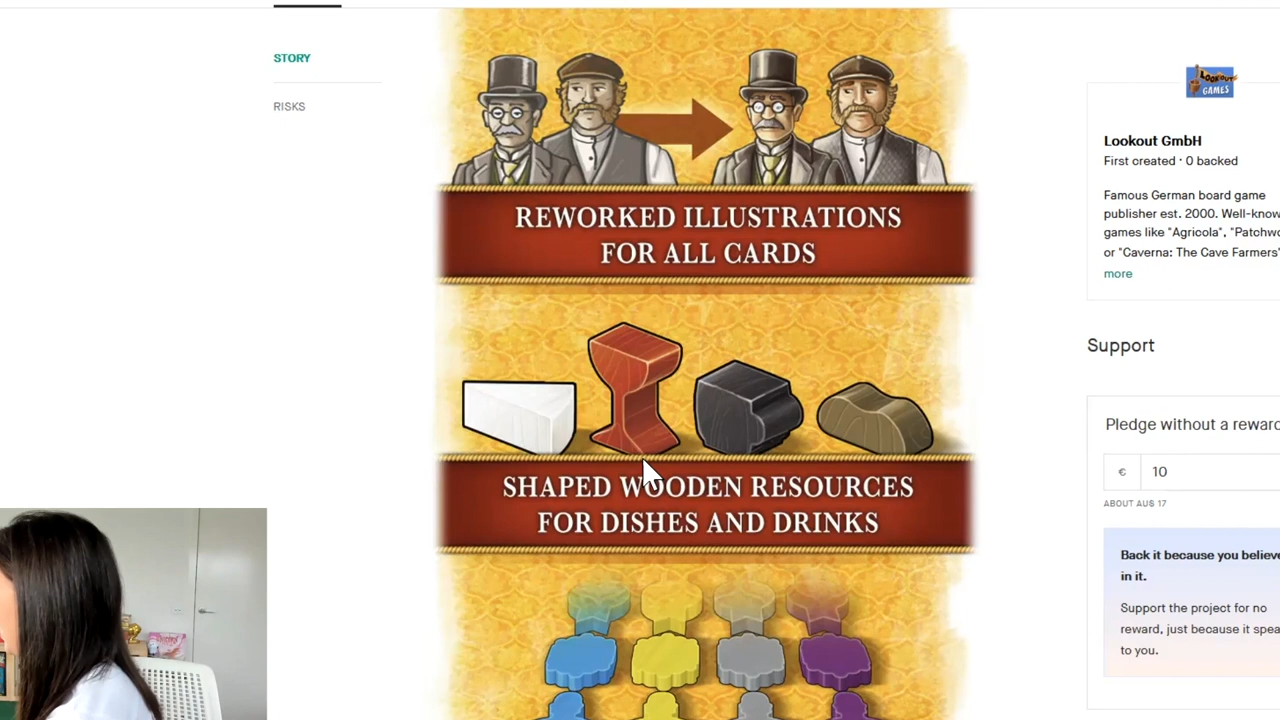 STORY
RISKS
REWORKED ILLUSTRATIONS
FOR ALL CARDS
SHAPED WOODEN RESOURCES
FOR DISHES AND DRINKS
LOOKOUT
GAMES
Lookout GmbH
First created · 0 backed
Famous German board game
publisher est. 2000. Well-know
games like "Agricola", "Patchwo
or "Caverna: The Cave Farmers"
more
Support
Pledge without a reward
€ 10
ABOUT AU$ 17
Back it because you believe
in it.
Support the project for no
reward, just because it spea
to you.